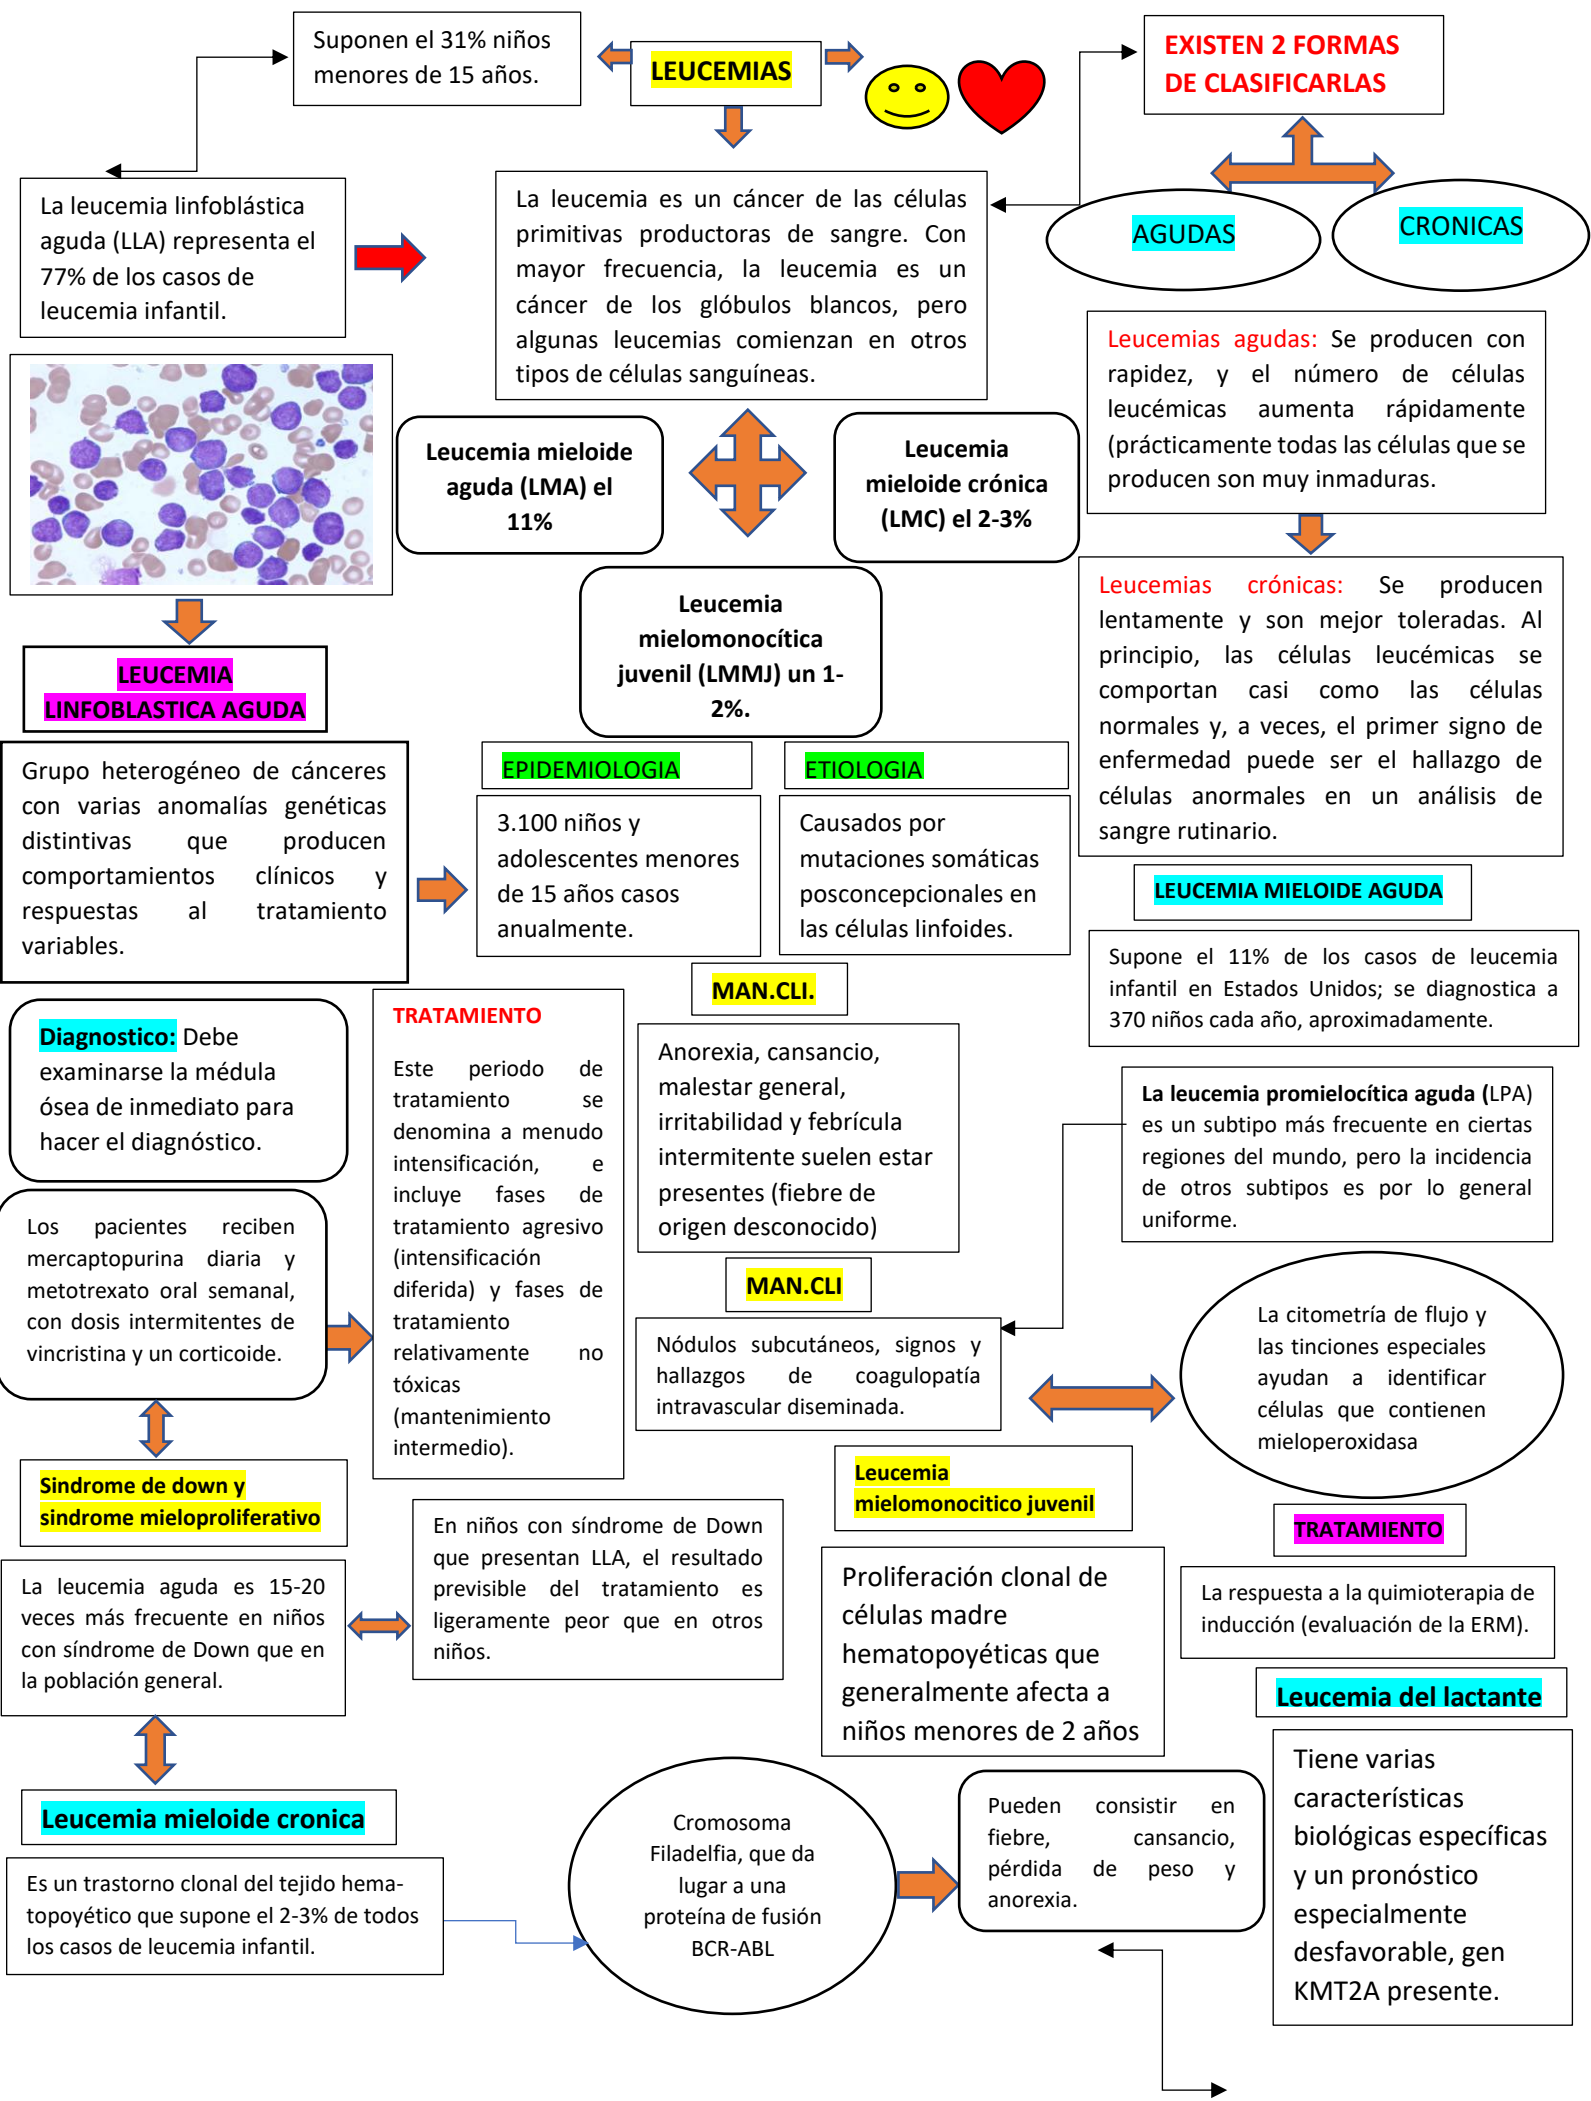 Suponen el 31% niños
menores de 15 años.
LEUCEMIAS
EXISTEN 2 FORMAS
DE CLASIFICARLAS
La leucemia linfoblástica
aguda (LLA) representa el
77% de los casos de
leucemia infantil.
La leucemia es un cáncer de las células
primitivas productoras de sangre. Con
mayor frecuencia, la leucemia es un
cáncer de los glóbulos blancos, pero
algunas leucemias comienzan en otros
tipos de células sanguíneas.
AGUDAS
CRONICAS
Leucemias agudas: Se producen con
rapidez, y el número de células
leucémicas aumenta rápidamente
(prácticamente todas las células que se
producen son muy inmaduras.
Leucemia mieloide
aguda (LMA) el
11%
Leucemia
mieloide crónica
(LMC) el 2-3%
Leucemia
mielomonocítica
juvenil (LMMJ) un 1-
2%.
Leucemias crónicas: Se producen
lentamente y son mejor toleradas. Al
principio, las células leucémicas se
comportan casi como las células
normales y, a veces, el primer signo de
enfermedad puede ser el hallazgo de
células anormales en un análisis de
sangre rutinario.
LEUCEMIA
LINFOBLASTICA AGUDA
Grupo heterogéneo de cánceres
con varias anomalías genéticas
distintivas que producen
comportamientos clínicos y
respuestas al tratamiento
variables.
EPIDEMIOLOGIA
3.100 niños y
adolescentes menores
de 15 años casos
anualmente.
ETIOLOGIA
Causados por
mutaciones somáticas
posconcepcionales en
las células linfoides.
LEUCEMIA MIELOIDE AGUDA
Supone el 11% de los casos de leucemia
infantil en Estados Unidos; se diagnostica a
370 niños cada año, aproximadamente.
MAN.CLI.
Anorexia, cansancio,
malestar general,
irritabilidad y febrícula
intermitente suelen estar
presentes (fiebre de
origen desconocido)
Diagnostico: Debe
examinarse la médula
ósea de inmediato para
hacer el diagnóstico.
TRATAMIENTO
Este periodo de
tratamiento se
denomina a menudo
intensificación, e
incluye fases de
tratamiento agresivo
(intensificación
diferida) y fases de
tratamiento
relativamente no
tóxicas
(mantenimiento
intermedio).
La leucemia promielocítica aguda (LPA)
es un subtipo más frecuente en ciertas
regiones del mundo, pero la incidencia
de otros subtipos es por lo general
uniforme.
Los pacientes reciben
mercaptopurina diaria y
metotrexato oral semanal,
con dosis intermitentes de
vincristina y un corticoide.
MAN.CLI
Nódulos subcutáneos, signos y
hallazgos de coagulopatía
intravascular diseminada.
La citometría de flujo y
las tinciones especiales
ayudan a identificar
células que contienen
mieloperoxidasa
Sindrome de down y
sindrome mieloproliferativo
Leucemia
mielomonocitico juvenil
TRATAMIENTO
En niños con síndrome de Down
que presentan LLA, el resultado
previsible del tratamiento es
ligeramente peor que en otros
niños.
La leucemia aguda es 15-20
veces más frecuente en niños
con síndrome de Down que en
la población general.
Proliferación clonal de
células madre
hematopoyéticas que
generalmente afecta a
niños menores de 2 años
La respuesta a la quimioterapia de
inducción (evaluación de la ERM).
Leucemia del lactante
Tiene varias
características
biológicas específicas
y un pronóstico
especialmente
desfavorable, gen
KMT2A presente.
Leucemia mieloide cronica
Es un trastorno clonal del tejido hema-
topoyético que supone el 2-3% de todos
los casos de leucemia infantil.
Cromosoma
Filadelfia, que da
lugar a una
proteína de fusión
BCR-ABL
Pueden consistir en
fiebre, cansancio,
pérdida de peso y
anorexia.